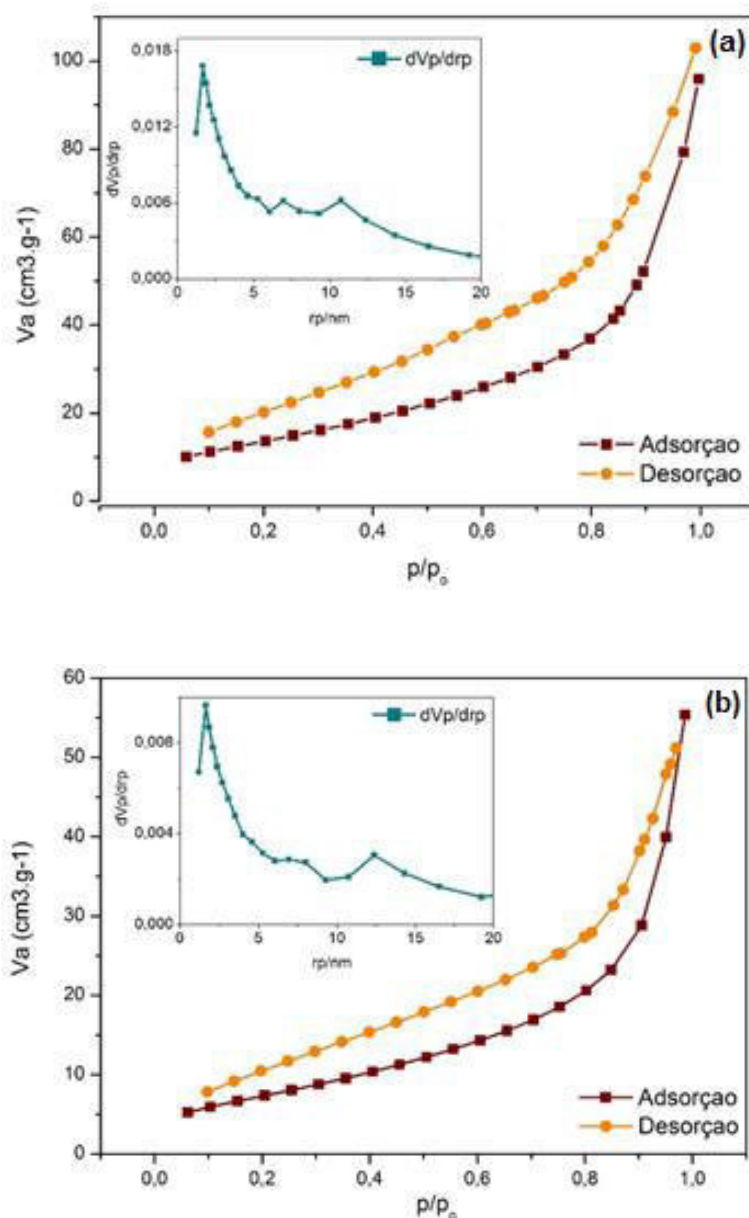 (a)
100
80
60
40
20
0
Va (cm3.g-1)
0,018
0,012
0,006
0,000
dVp/drp
dVp/drp
0
5
10
15
20
rp/nm
Adsorçao
Desorçao
0,0
0,2
0,4
0,6
0,8
1,0
p/p₀
(b)
60
50
40
30
20
10
0
Va (cm3.g-1)
0,008
0,004
0,000
dVp/drp
dVp/drp
0
5
10
15
20
rp/nm
Adsorçao
Desorçao
0,0
0,2
0,4
0,6
0,8
1,0
p/p₀